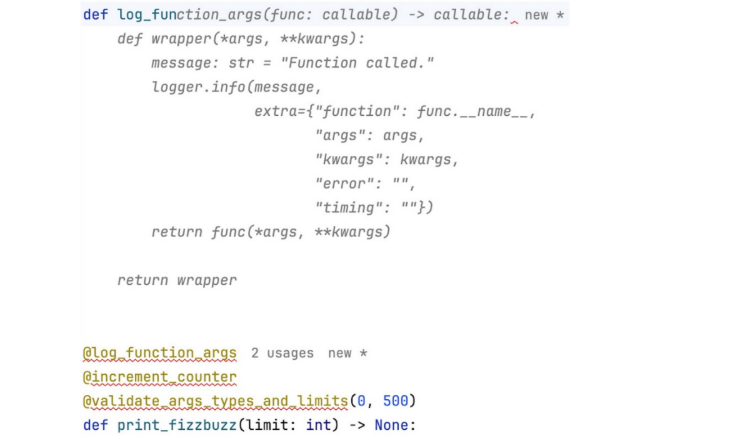 def log_function_args(func: callable) -> callable: new *
    def wrapper(*args, **kwargs):
        message: str = "Function called."
        logger.info(message,
                    extra={"function": func.__name__,
                           "args": args,
                           "kwargs": kwargs,
                           "error": "",
                           "timing": ""})
        return func(*args, **kwargs)
    return wrapper
@log_function_args 2 usages new *
@increment_counter
@validate_args_types_and_limits(0, 500)
def print_fizzbuzz(limit: int) -> None: